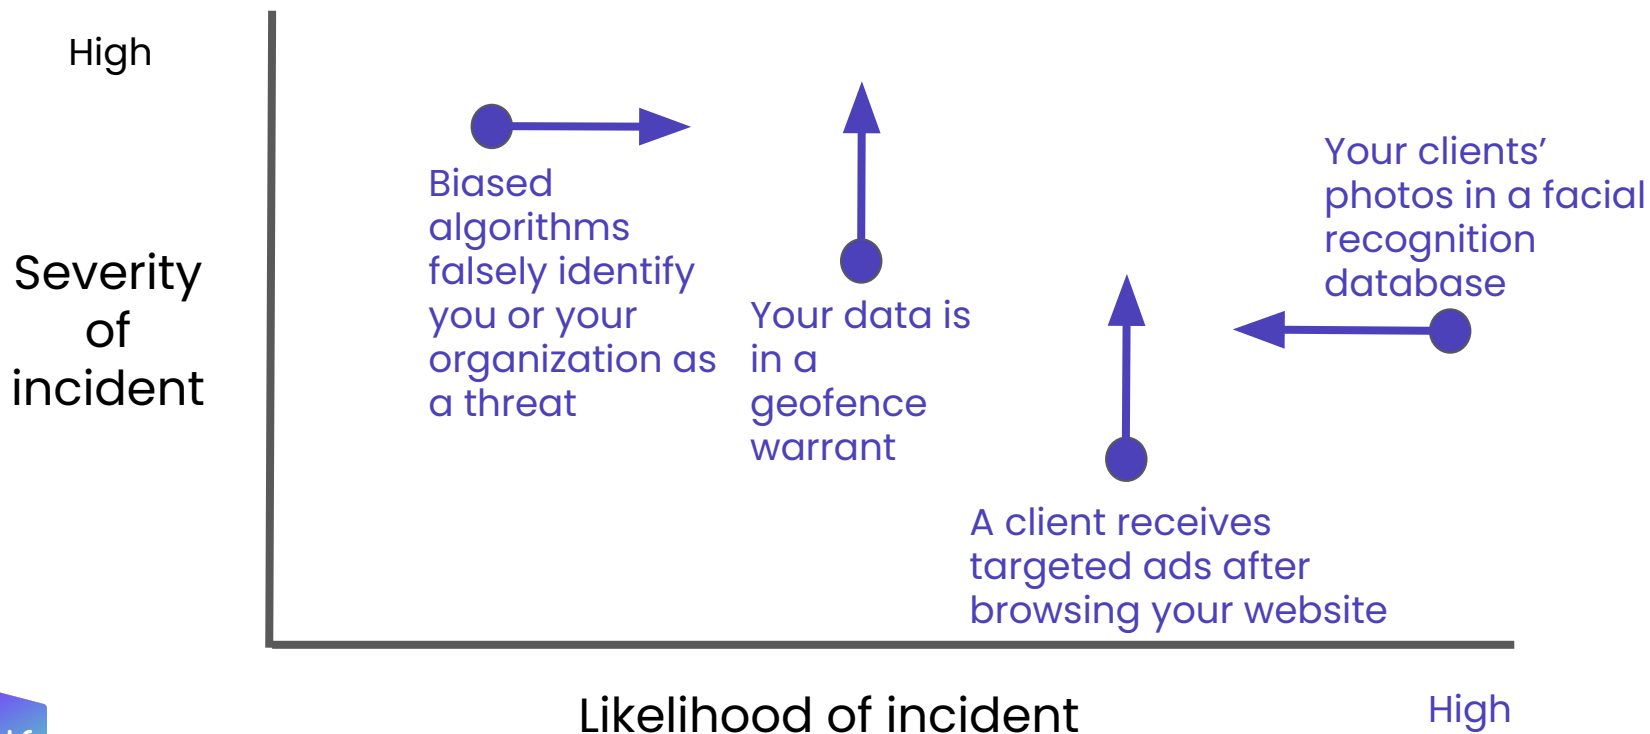 High
Severity
of
incident
Biased
algorithms
falsely identify
you or your
organization as
a threat
Your data is
in a
geofence
warrant
A client receives
targeted ads after
browsing your website
Your clients’
photos in a facial
recognition
database
Likelihood of incident
High